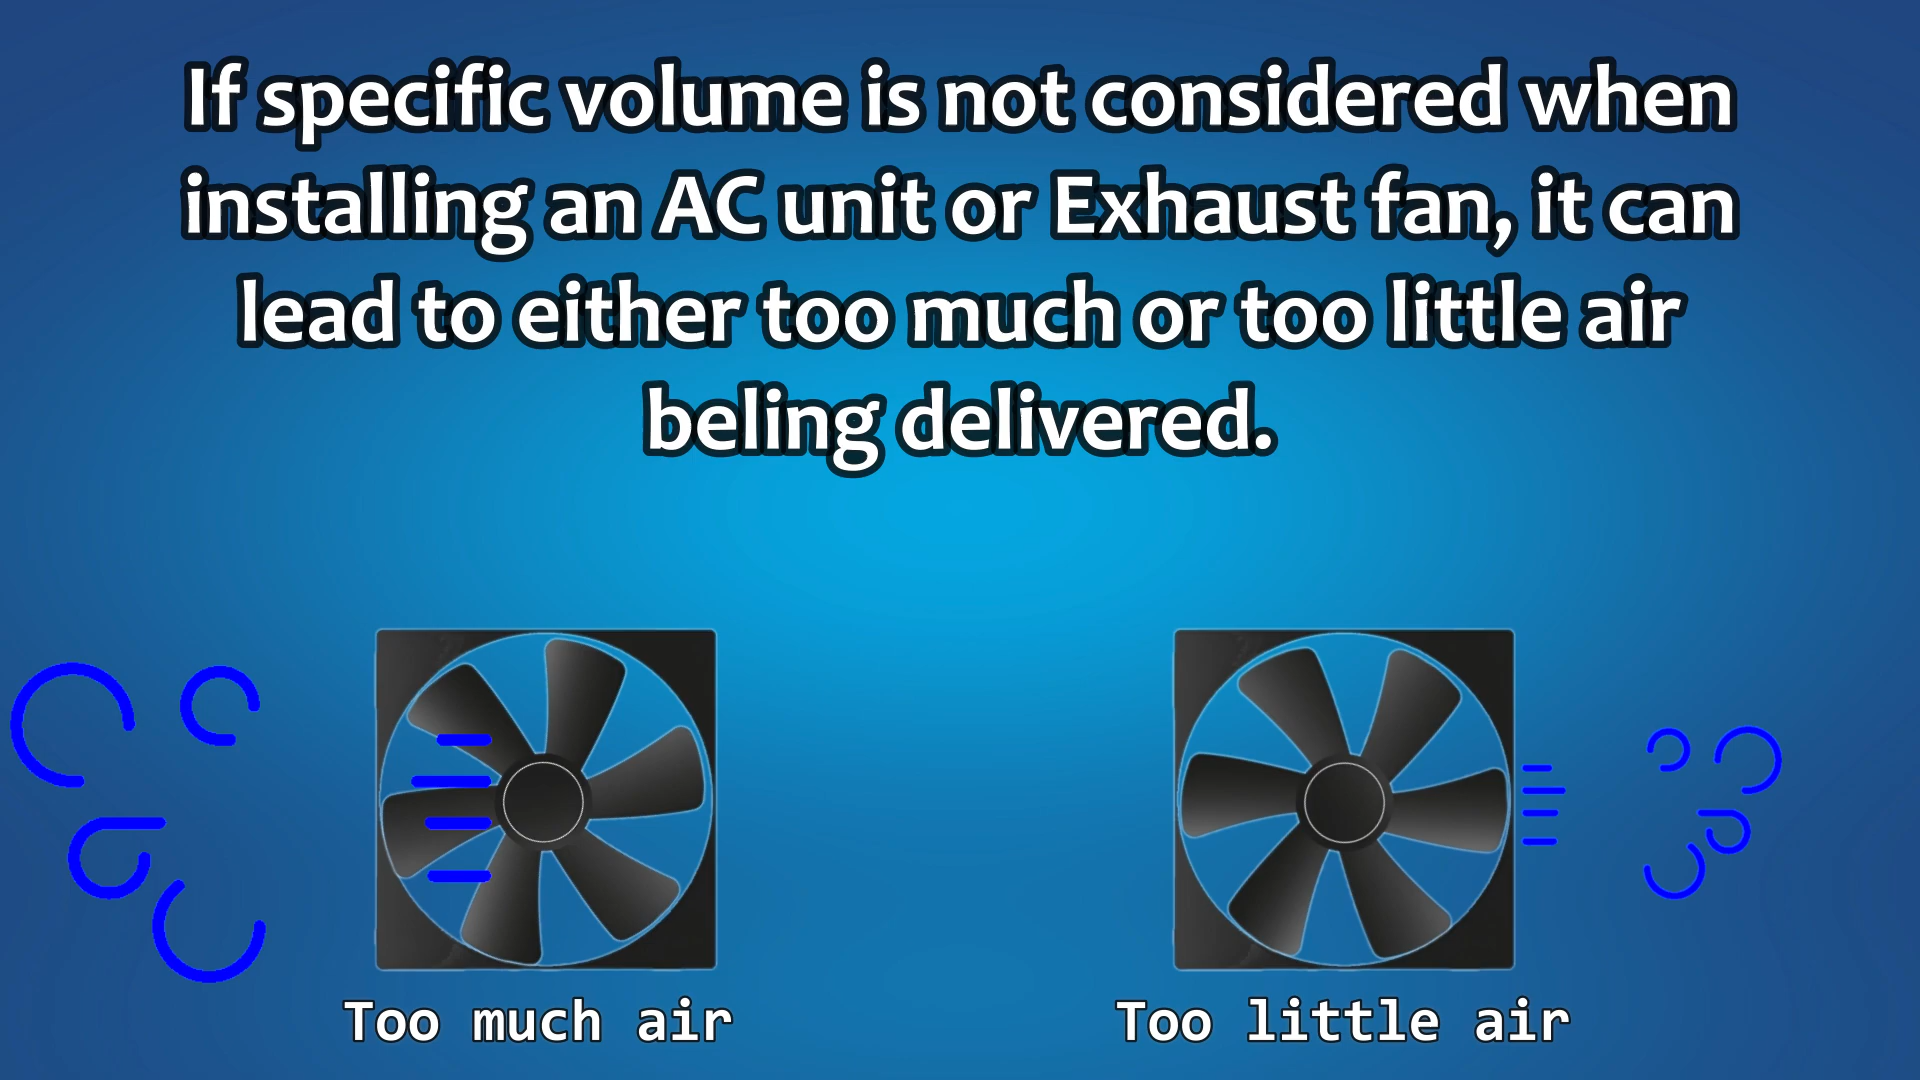 If specific volume is not considered when
installing an AC unit or Exhaust fan, it can
lead to either too much or too little air
beling delivered.
Too much air
Too little air